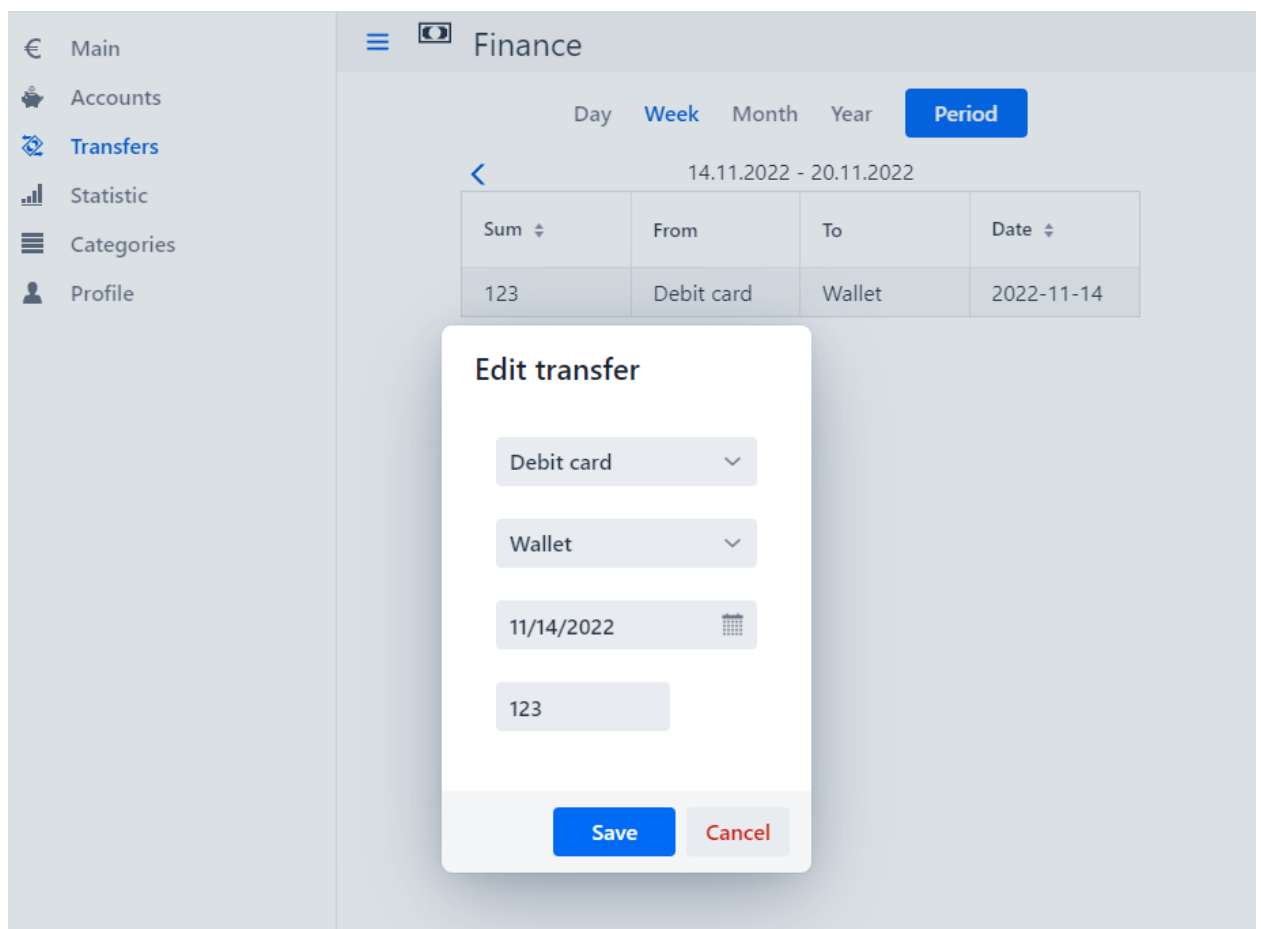 € Main
Accounts
Transfers
Statistic
Categories
Profile
Finance
Day Week Month Year Period
14.11.2022 - 20.11.2022
Sum From To Date
123 Debit card Wallet 2022-11-14
Edit transfer
Debit card
Wallet
11/14/2022
123
Save Cancel